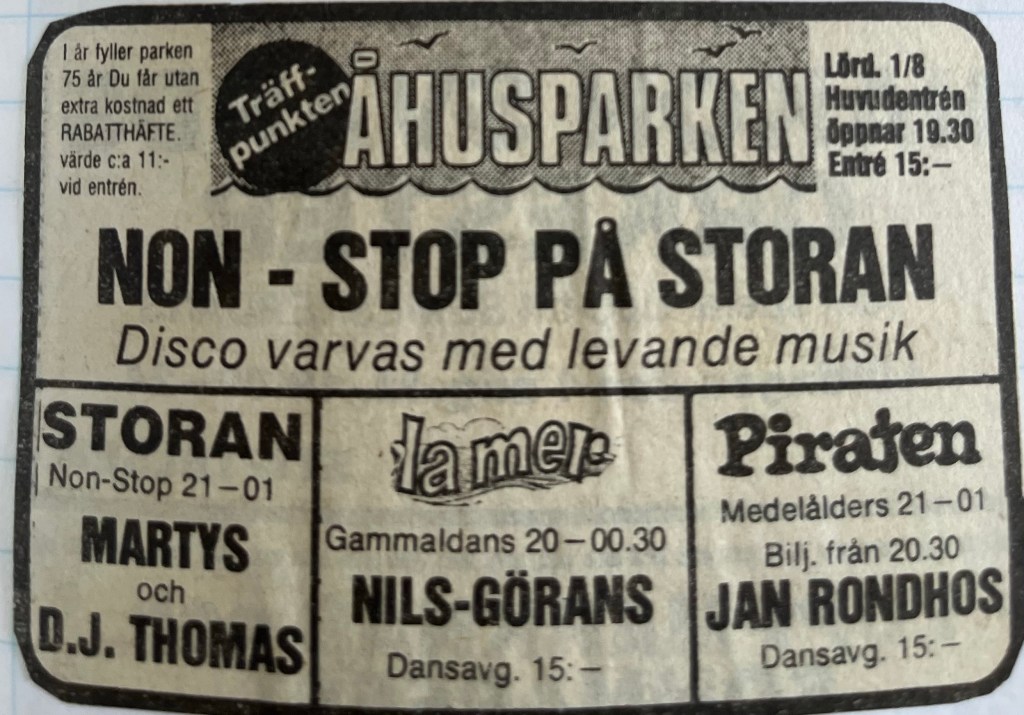 I år fyller parken
75 år Du får utan
extra kostnad ett
RABATTHÄFTE.
värde c:a 11:-
vid entrén.
Träff-
punkten
ÅHUSPARKEN
Lörd. 1/8
Huvudentrén
öppnar 19.30
Entré 15:—
NON - STOP PÅ STORAN
Disco varvas med levande musik
STORAN
Non-Stop 21—01
MARTYS
och
D.J. THOMAS
la mer
Gammaldans 20—00.30
NILS-GÖRANS
Dansavg. 15:—
Piraten
Medelålders 21—01
Bilj. från 20.30
JAN RONDHOS
Dansavg. 15:—